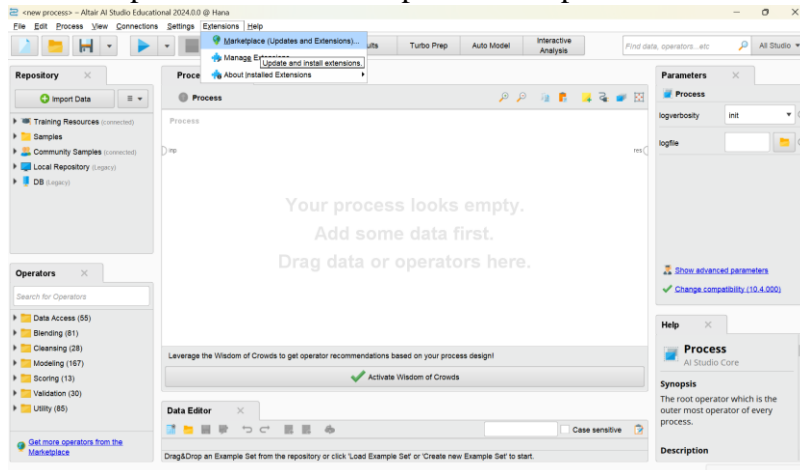 <new process> – Altair AI Studio Educational 2024.0.0 @ Hana
File Edit Process View Connections Settings Extensions Help
Marketplace (Updates and Extensions)...
Update and install extensions.
About Installed Extensions
Turbo Prep
Auto Model
Interactive Analysis
Find data, operators...etc
All Studio
Repository
Import Data
Training Resources (connected)
Samples
Community Samples (connected)
Local Repository (Legacy)
DB (Legacy)
Operators
Search for Operators
Data Access (55)
Blending (81)
Cleansing (28)
Modeling (167)
Scoring (13)
Validation (30)
Utility (85)
Get more operators from the
Marketplace
Process
Process
inp
res
Your process looks empty.
Add some data first.
Drag data or operators here.
Leverage the Wisdom of Crowds to get operator recommendations based on your process design!
Activate Wisdom of Crowds
Data Editor
Case sensitive
Drag&Drop an Example Set from the repository or click 'Load Example Set' or 'Create new Example Set' to start.
Parameters
Process
logverbosity
init
logfile
Show advanced parameters
Change compatibility (10.4.000)
Help
Process
AI Studio Core
Synopsis
The root operator which is the
outer most operator of every
process.
Description